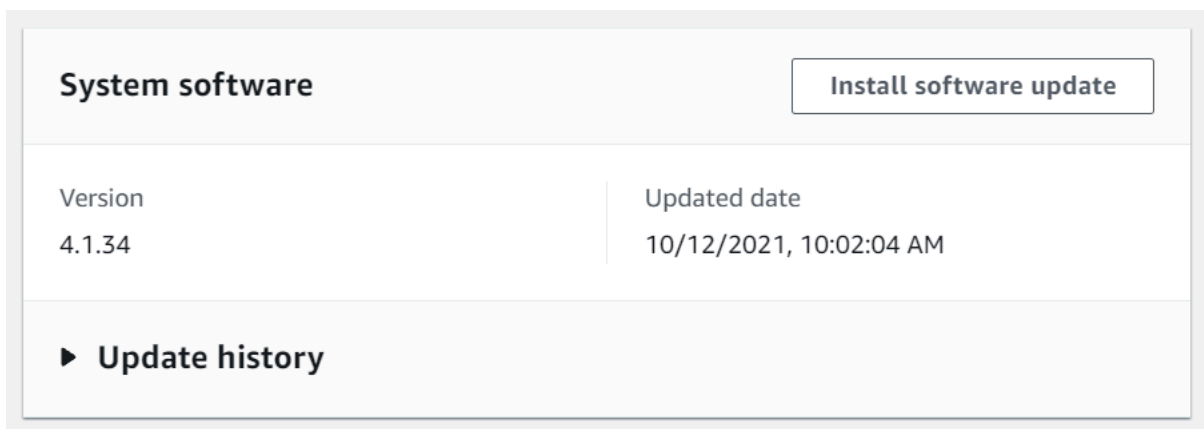 System software
Install software update
Version
4.1.34
Updated date
10/12/2021, 10:02:04 AM
Update history